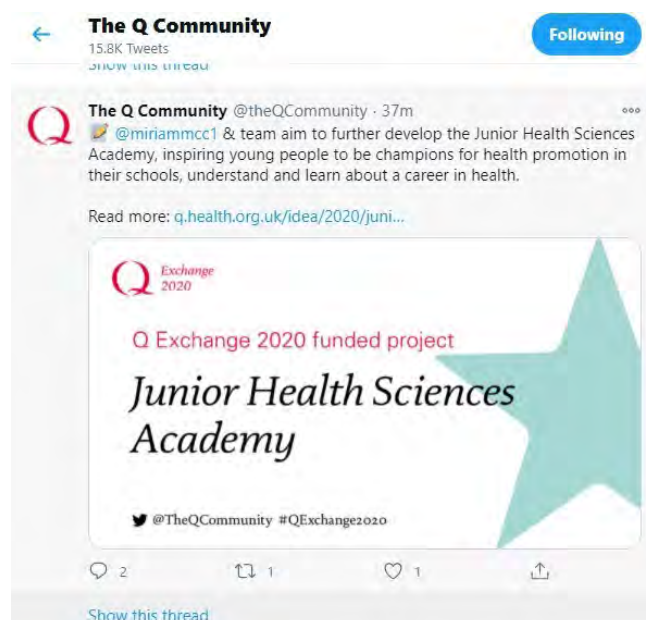 The Q Community
15.8K Tweets
Following
Show this thread
The Q Community @theQCommunity · 37m
@miriammcc1 & team aim to further develop the Junior Health Sciences
Academy, inspiring young people to be champions for health promotion in
their schools, understand and learn about a career in health.
Read more: q.health.org.uk/idea/2020/juni...
Q Exchange
2020
Q Exchange 2020 funded project
Junior Health Sciences
Academy
@TheQCommunity #QExchange2020
2 1 1
Show this thread